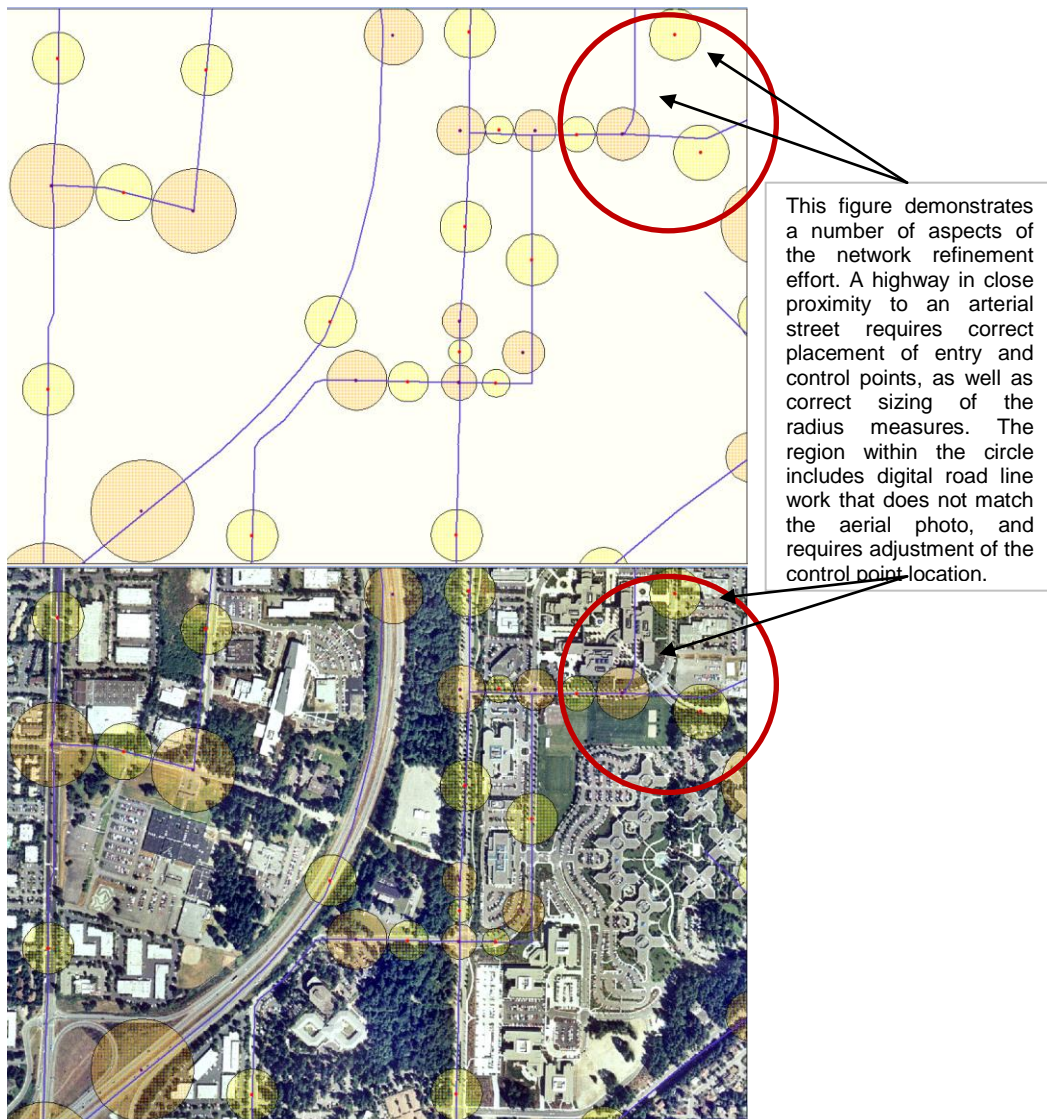 This figure demonstrates
a number of aspects of
the network refinement
effort. A highway in close
proximity to an arterial
street requires correct
placement of entry and
control points, as well as
correct sizing of the
radius measures. The
region within the circle
includes digital road line
work that does not match
the aerial photo, and
requires adjustment of the
control point location.